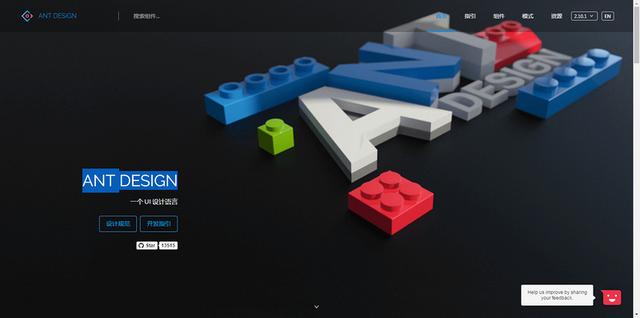 ANT DESIGN
搜索组件...
首页 指引 组件 模式 资源 2.10.1 EN
ANT DESIGN
ANT DESIGN
一个 UI 设计语言
设计规范 开发指引
Star 13515
Help us improve by sharing
your feedback.